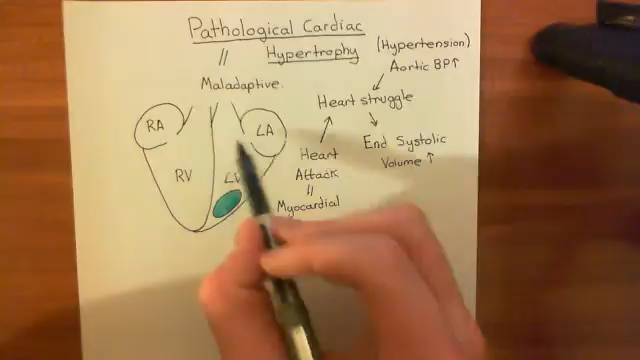 Pathological Cardiac
Hypertrophy
||
Maladaptive.
(Hypertension)
Aortic BP↑
Heart struggle
End Systolic
Volume ↑
Heart
Attack
||
Myocardial
RA
LA
RV
LV